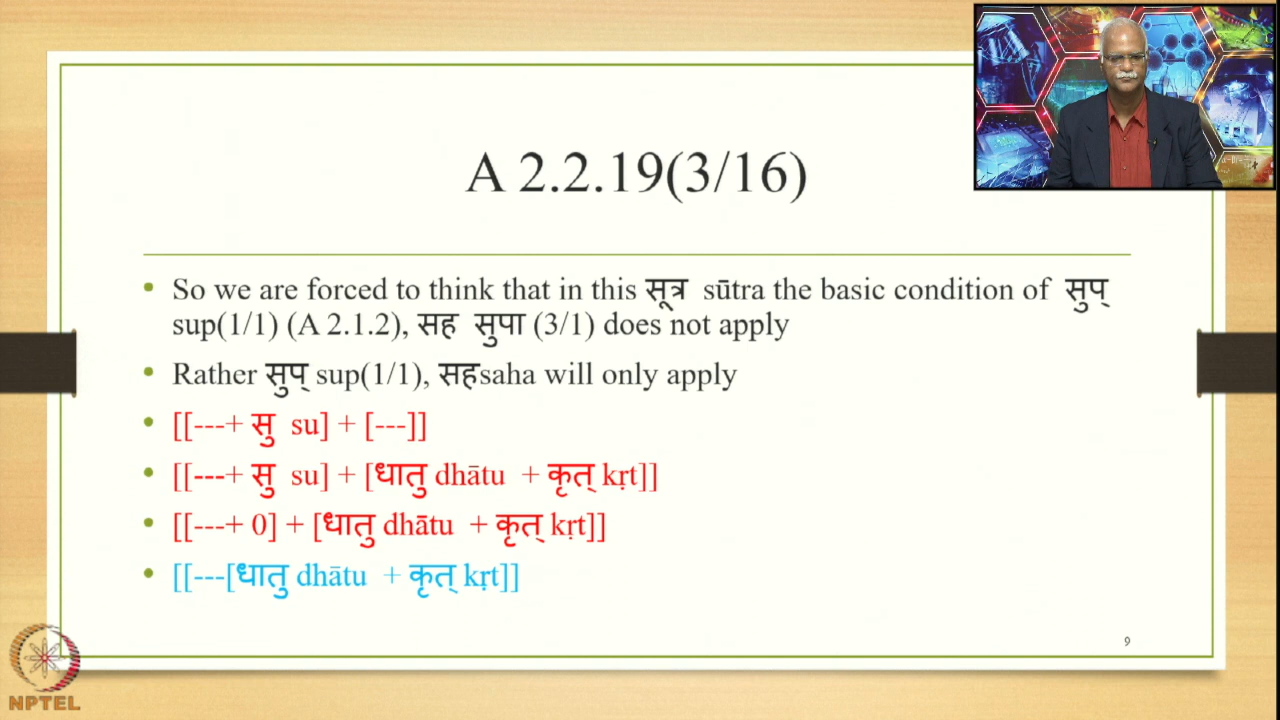 A 2.2.19(3/16)
• So we are forced to think that in this सूत्र sūtra the basic condition of सुप्
sup(1/1) (A 2.1.2), सह सुपा (3/1) does not apply
• Rather सुप् sup(1/1), सहsaha will only apply
• [[---+ सु su] + [---]]
• [[---+ सु su] + [धातु dhātu + कृत् kṛt]]
• [[---+ 0] + [धातु dhātu + कृत् kṛt]]
• [[---[धातु dhātu + कृत् kṛt]]
9
NPTEL